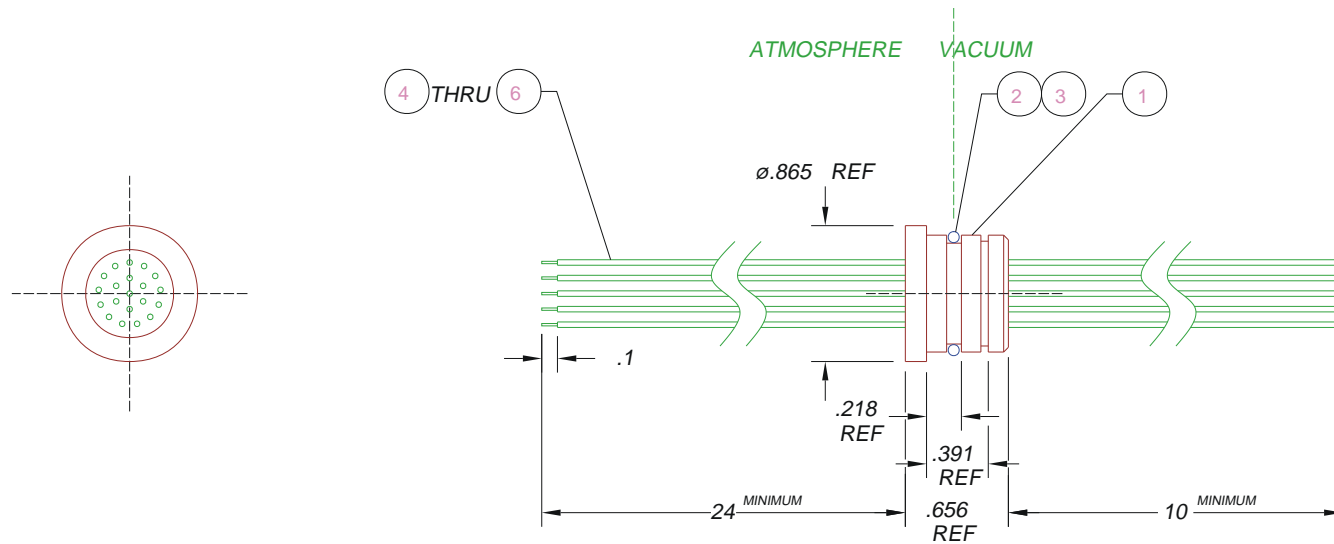 ATMOSPHERE VACUUM
4 THRU 6
2 3 1
ø.865 REF
.1
.218
REF
.391
REF
24 MINIMUM
.656
REF
10 MINIMUM